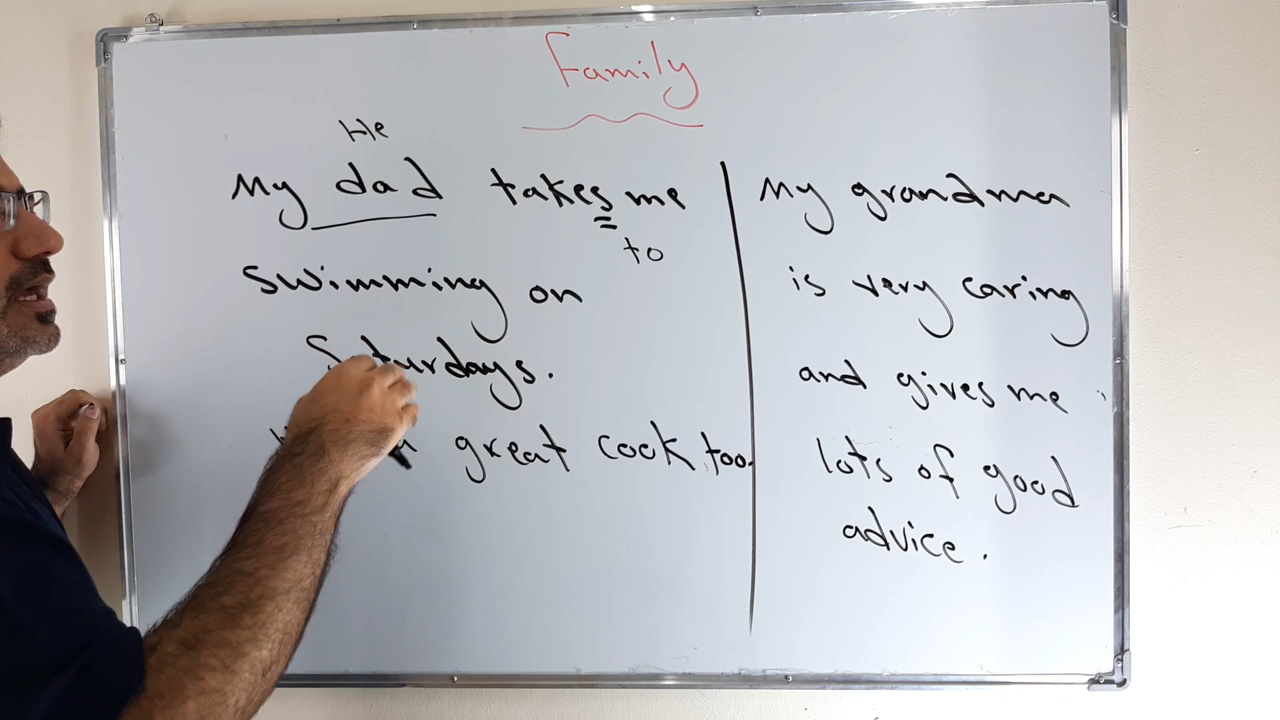 Family
He
My dad takes me
to
swimming on
Saturdays.
a great cook too.
My grandma
is very caring
and gives me
lots of good
advice.